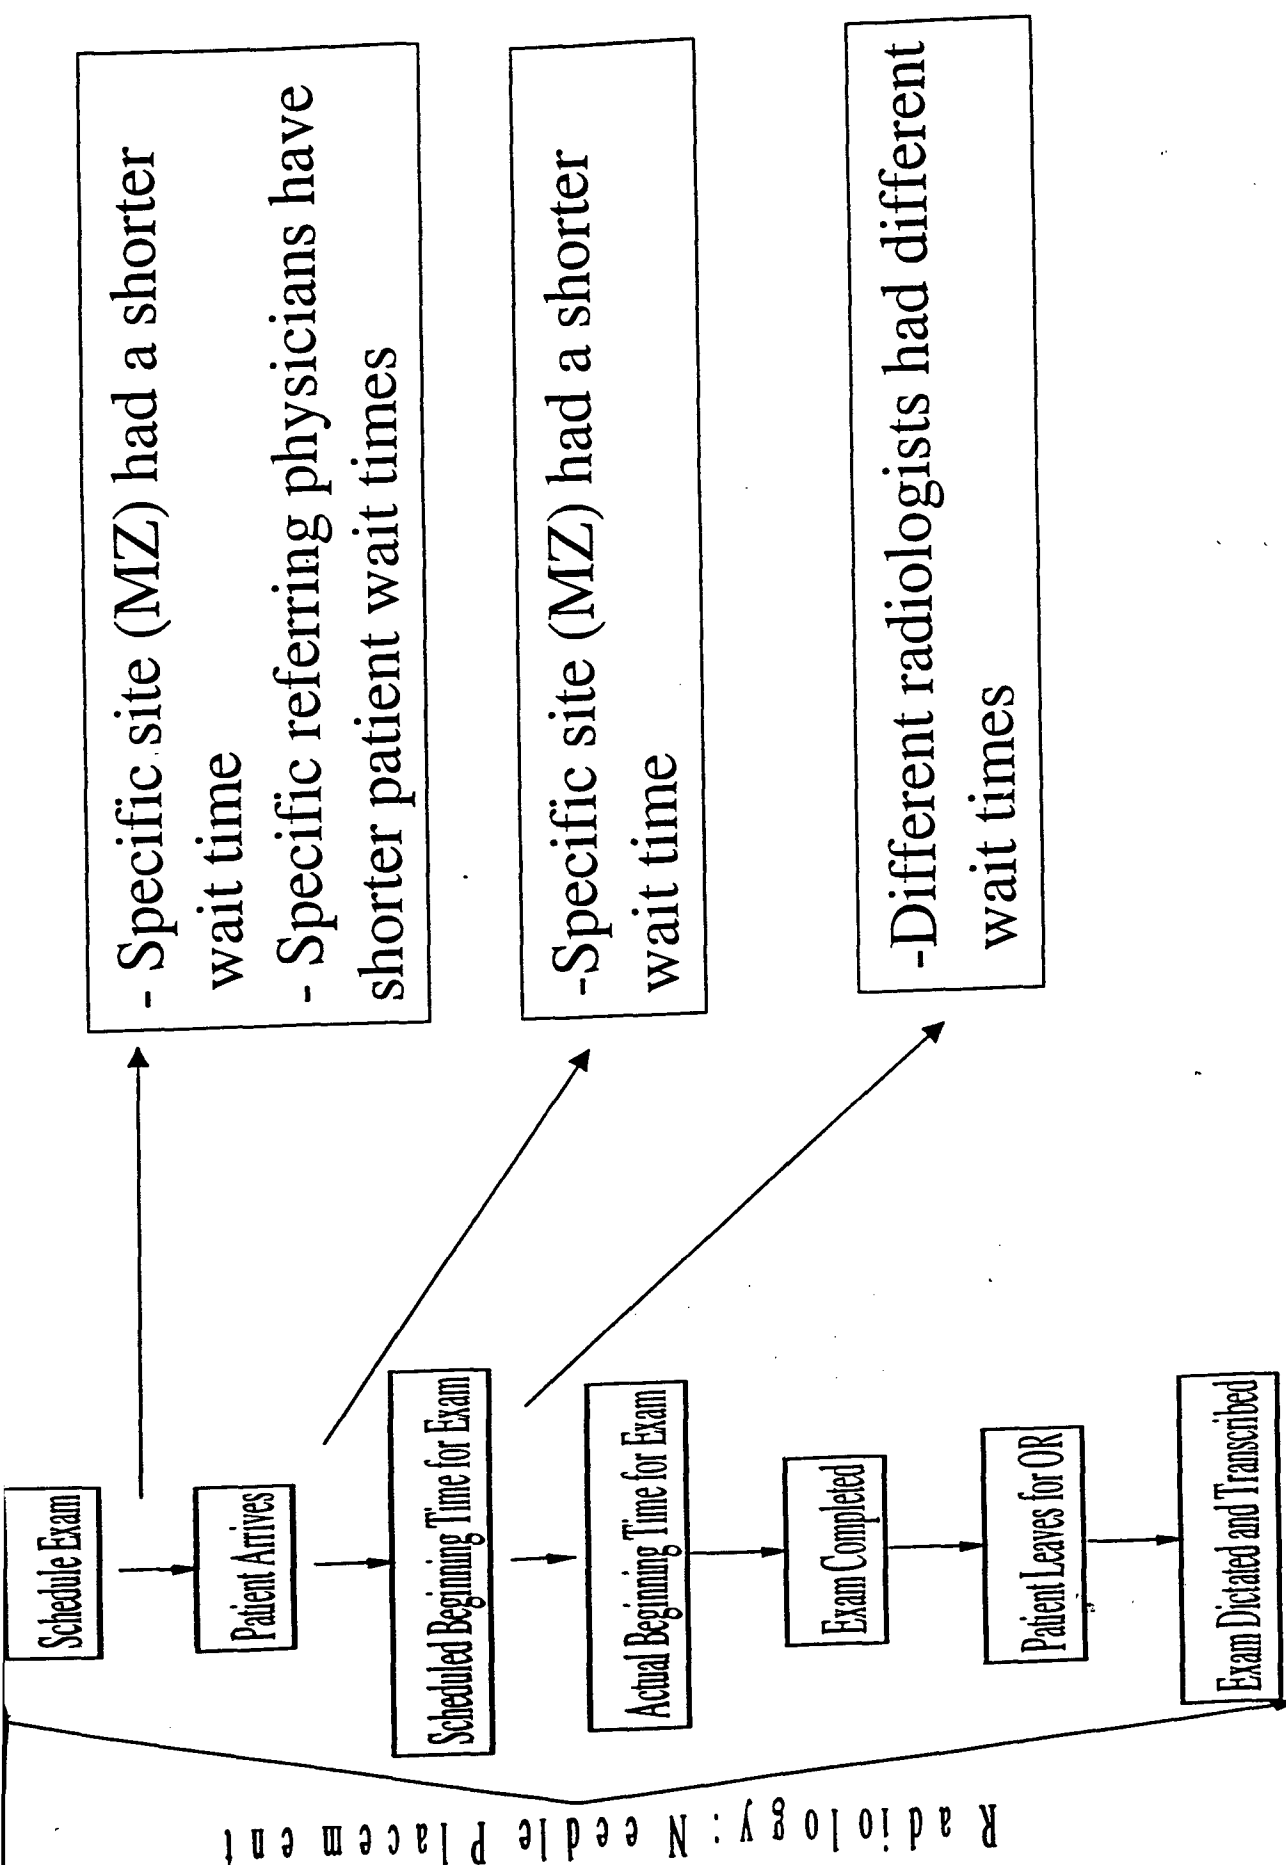 Radiology: Needle Placement
Schedule Exam
Patient Arrives
Scheduled Beginning Time for Exam
Actual Beginning Time for Exam
Exam Completed
Patient Leaves for OR
Exam Dictated and Transcribed
- Specific site (MZ) had a shorter
wait time
- Specific referring physicians have
shorter patient wait times
-Specific site (MZ) had a shorter
wait time
-Different radiologists had different
wait times